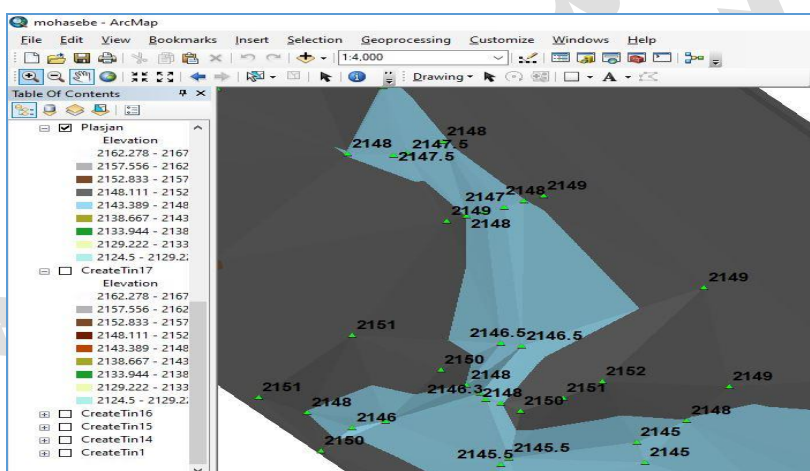 mohasebe - ArcMap
File Edit View Bookmarks Insert Selection Geoprocessing Customize Windows Help
1:4,000
Drawing A
Table Of Contents
Plasjan
Elevation
2162.278 - 2167
2157.556 - 2162
2152.833 - 2157
2148.111 - 2152
2143.389 - 2148
2138.667 - 2143
2133.944 - 2138
2129.222 - 2133
2124.5 - 2129.2
CreateTin17
Elevation
2162.278 - 2167
2157.556 - 2162
2152.833 - 2157
2148.111 - 2152
2143.389 - 2148
2138.667 - 2143
2133.944 - 2138
2129.222 - 2133
2124.5 - 2129.2
CreateTin16
CreateTin15
CreateTin14
CreateTin1
2148
2148 2147.5
2147.5
2147 2148 2149
2149
2148
2149
2151
2146.5 2146.5
2150
2148 2152
2151 2146.3 2148 2151 2149
2148 2150
2146 2148
2150 2145
2145.5 2145.5 2145